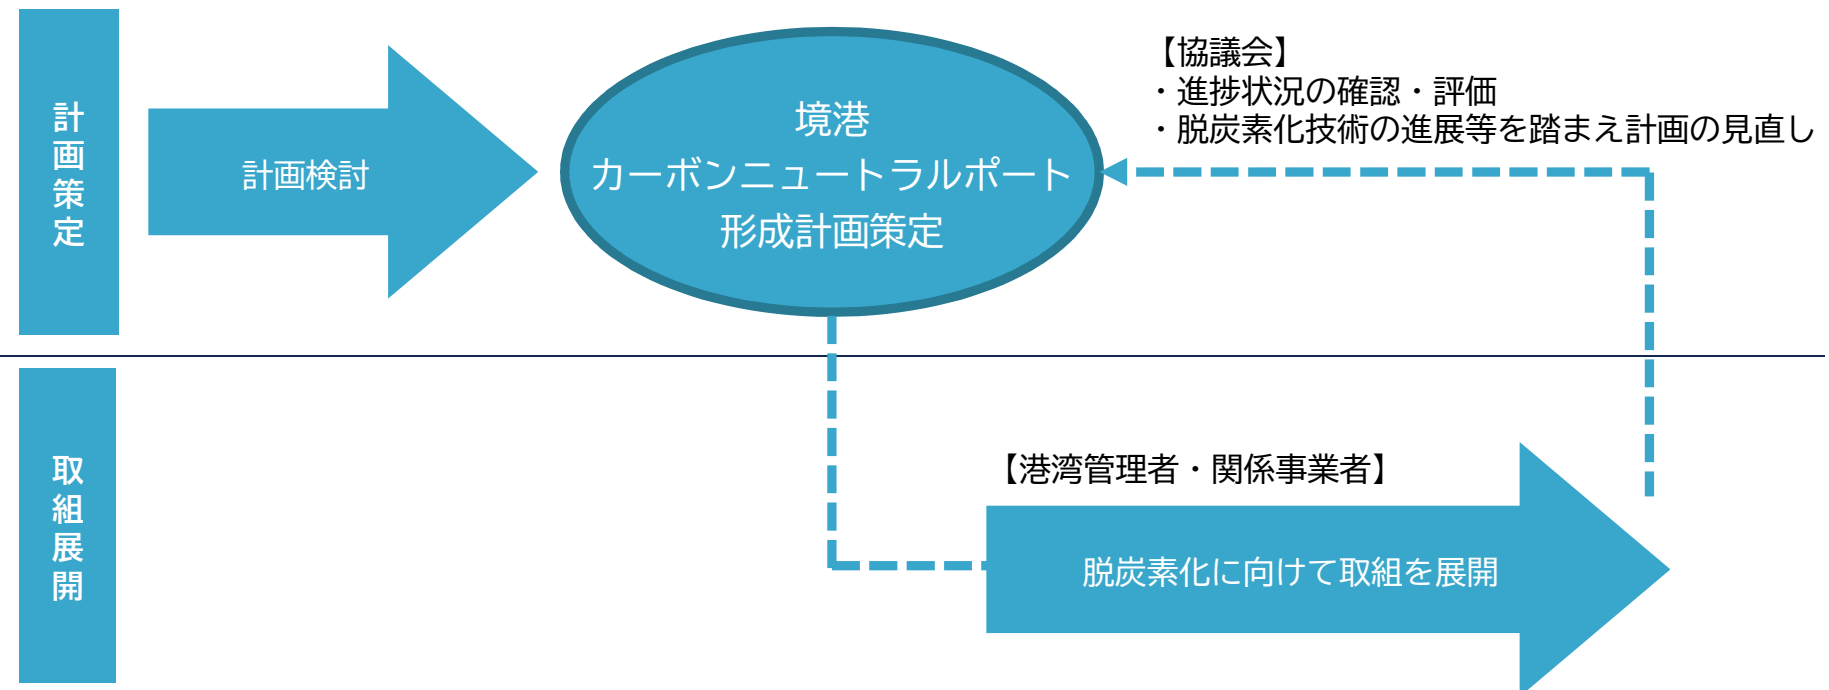 計画策定
計画検討
境港
カーボンニュートラルポート
形成計画策定
【協議会】
・進捗状況の確認・評価
・脱炭素化技術の進展等を踏まえ計画の見直し
取組展開
【港湾管理者・関係事業者】
脱炭素化に向けて取組を展開